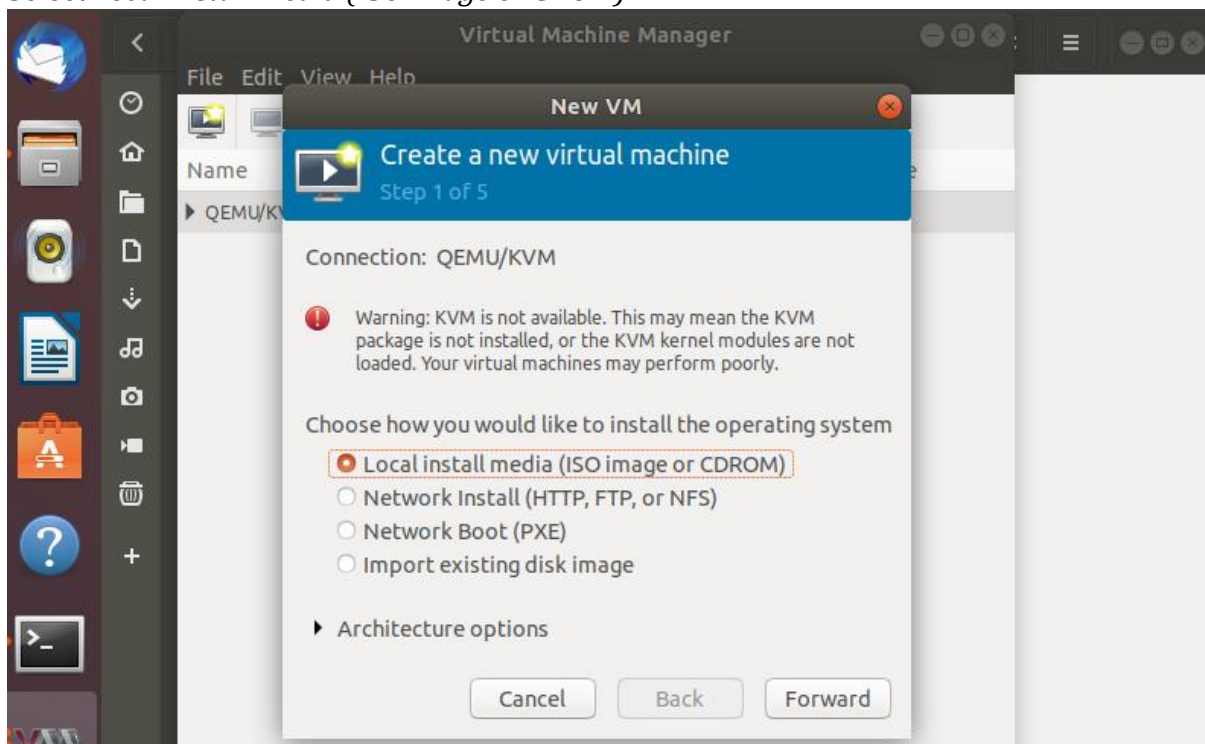 Virtual Machine Manager
File Edit View Help
New VM
Create a new virtual machine
Step 1 of 5
Name
QEMU/KV
Connection: QEMU/KVM
Warning: KVM is not available. This may mean the KVM
package is not installed, or the KVM kernel modules are not
loaded. Your virtual machines may perform poorly.
Choose how you would like to install the operating system
Local install media (ISO image or CDROM)
Network Install (HTTP, FTP, or NFS)
Network Boot (PXE)
Import existing disk image
Architecture options
Cancel Back Forward